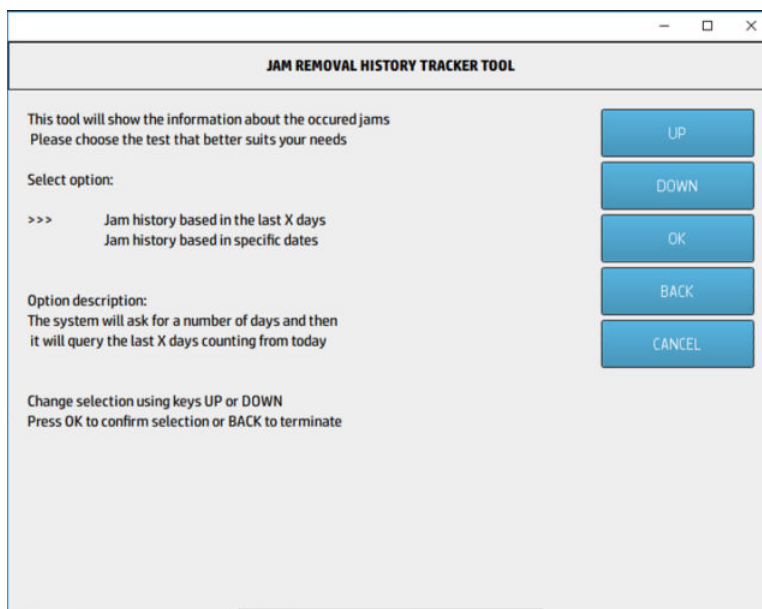 JAM REMOVAL HISTORY TRACKER TOOL
This tool will show the information about the occured jams
Please choose the test that better suits your needs
Select option:
>>> Jam history based in the last X days
Jam history based in specific dates
Option description:
The system will ask for a number of days and then
it will query the last X days counting from today
Change selection using keys UP or DOWN
Press OK to confirm selection or BACK to terminate
UP
DOWN
OK
BACK
CANCEL